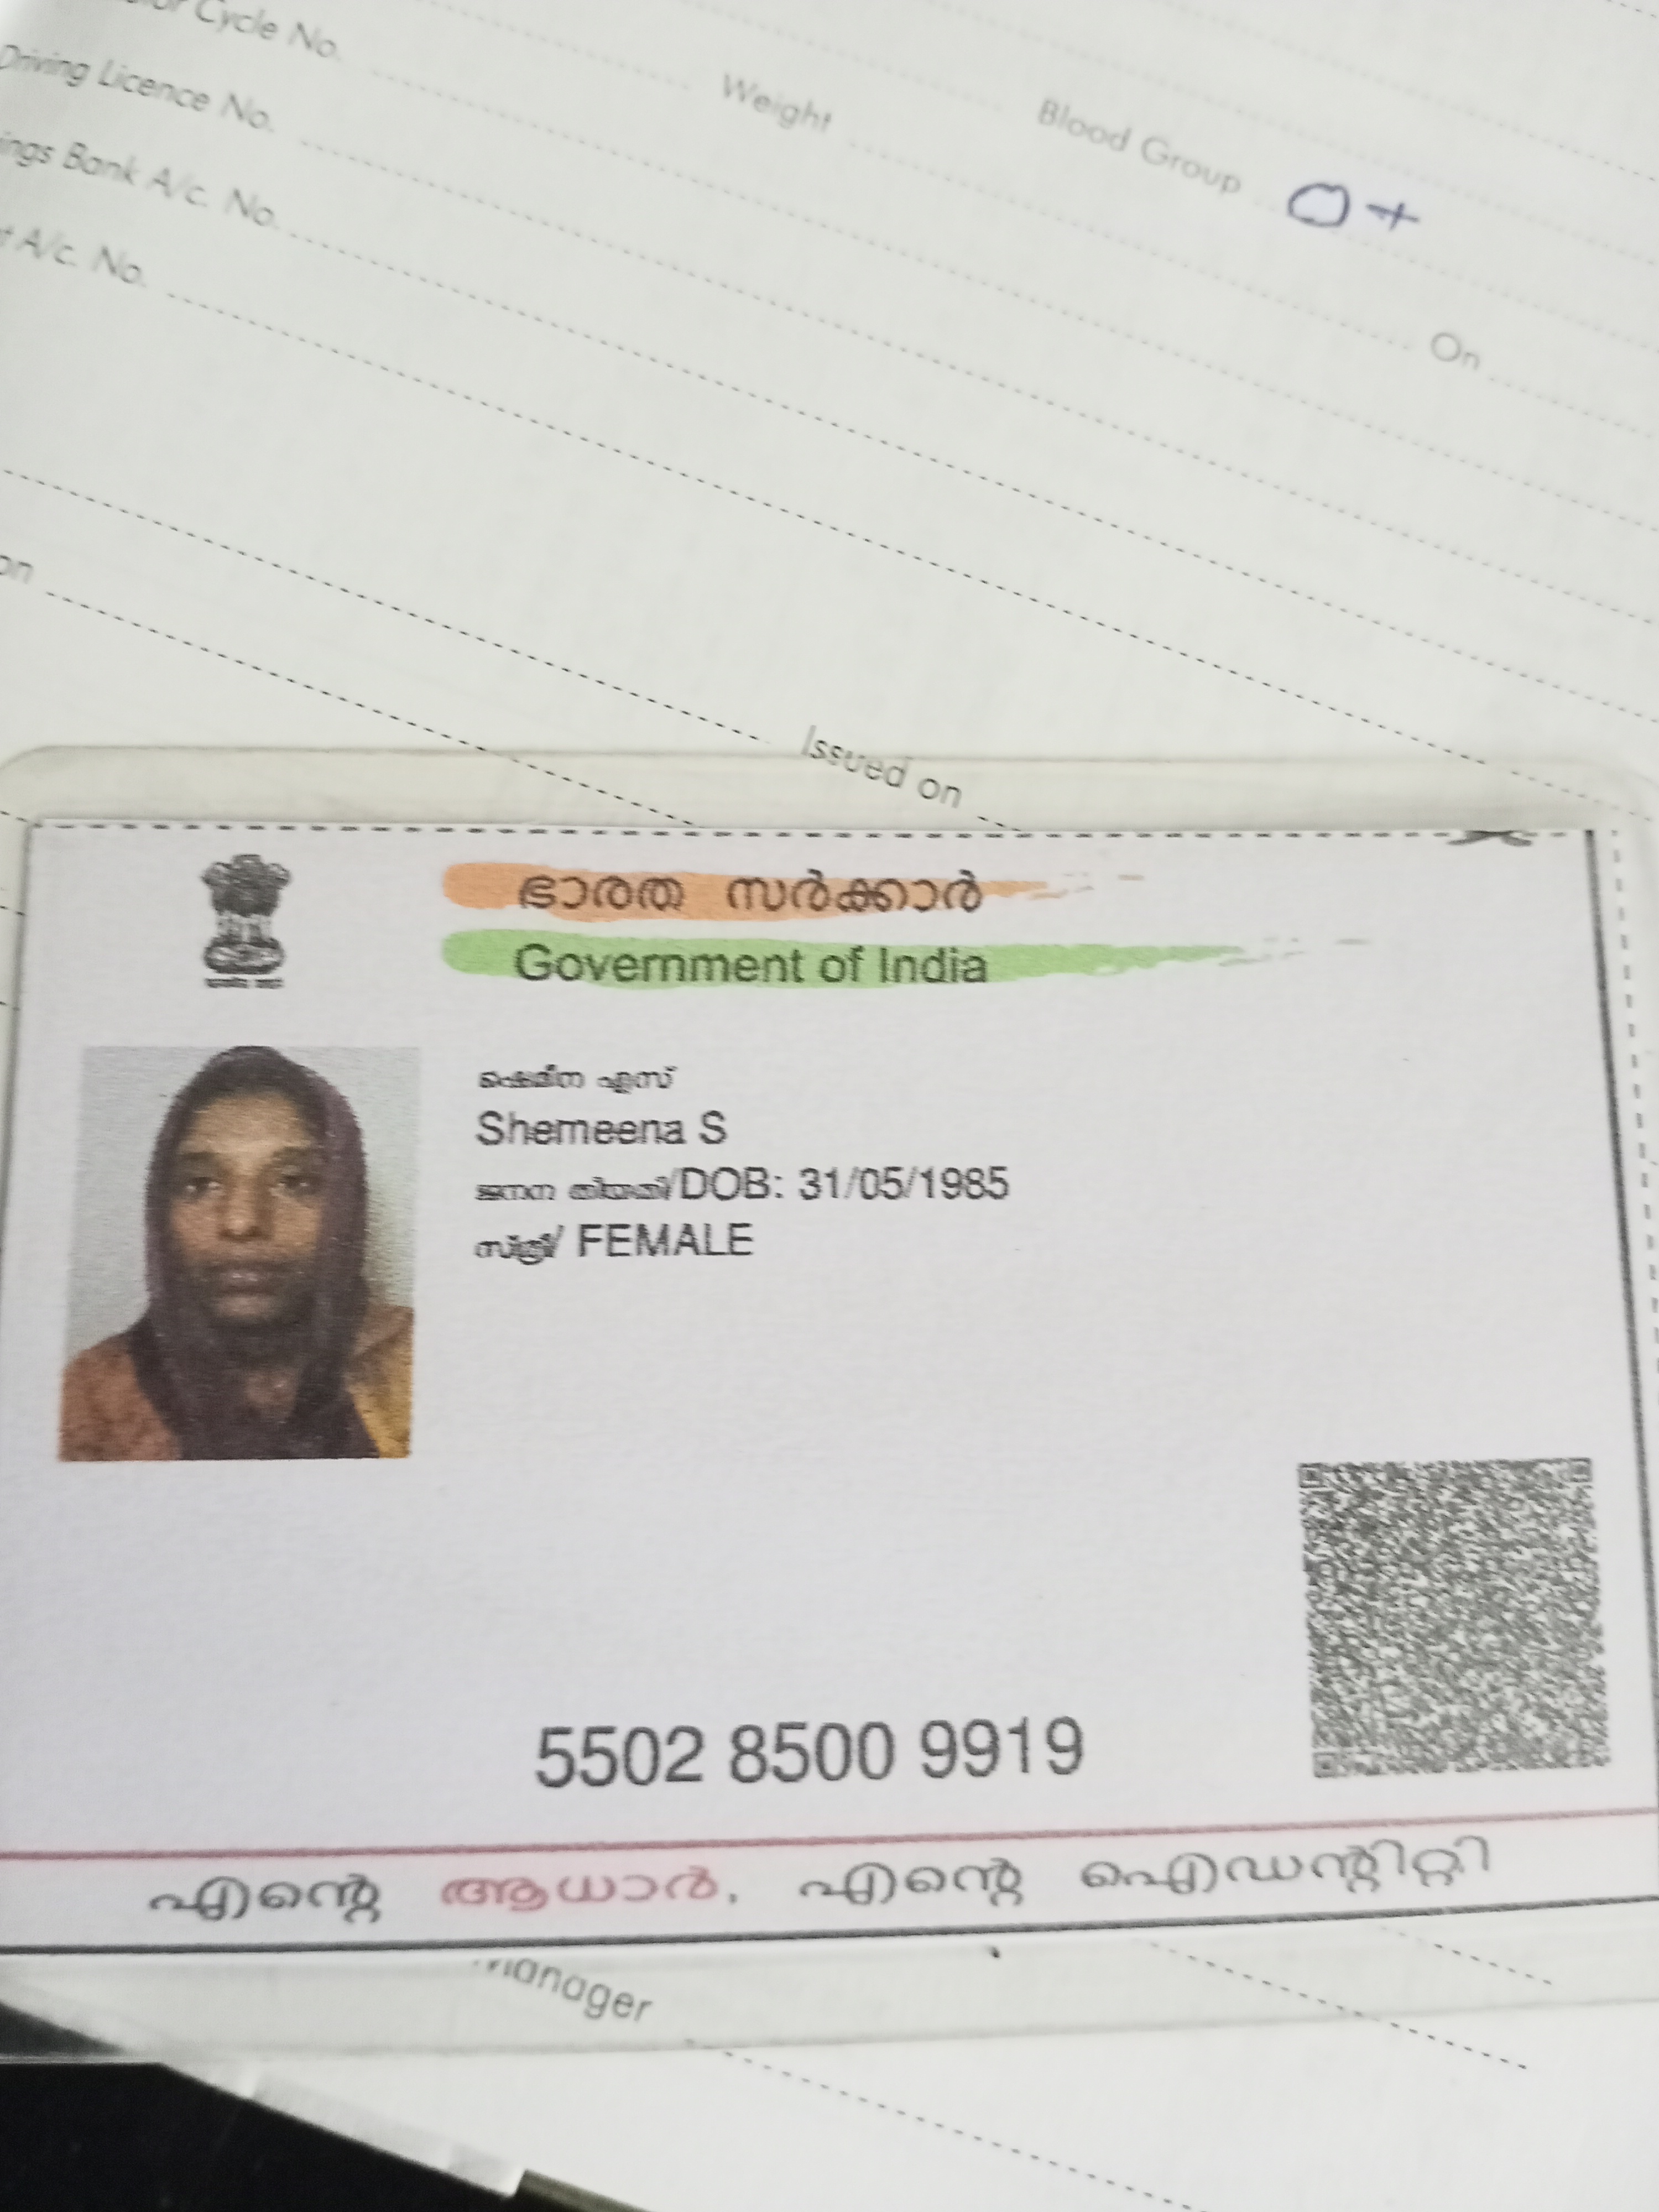 Cycle No.
Driving Licence No.
Weight
Blood Group O+
Bank A/c. No.
A/c. No.
On
on
Issued on
ഭാരത സർക്കാർ
Government of India
ഷെമീന എസ്
Shemeena S
ജനന തിയതി/DOB: 31/05/1985
സ്ത്രീ/ FEMALE
5502 8500 9919
എന്റെ ആധാർ, എന്റെ ഐഡന്റിറ്റി
Manager